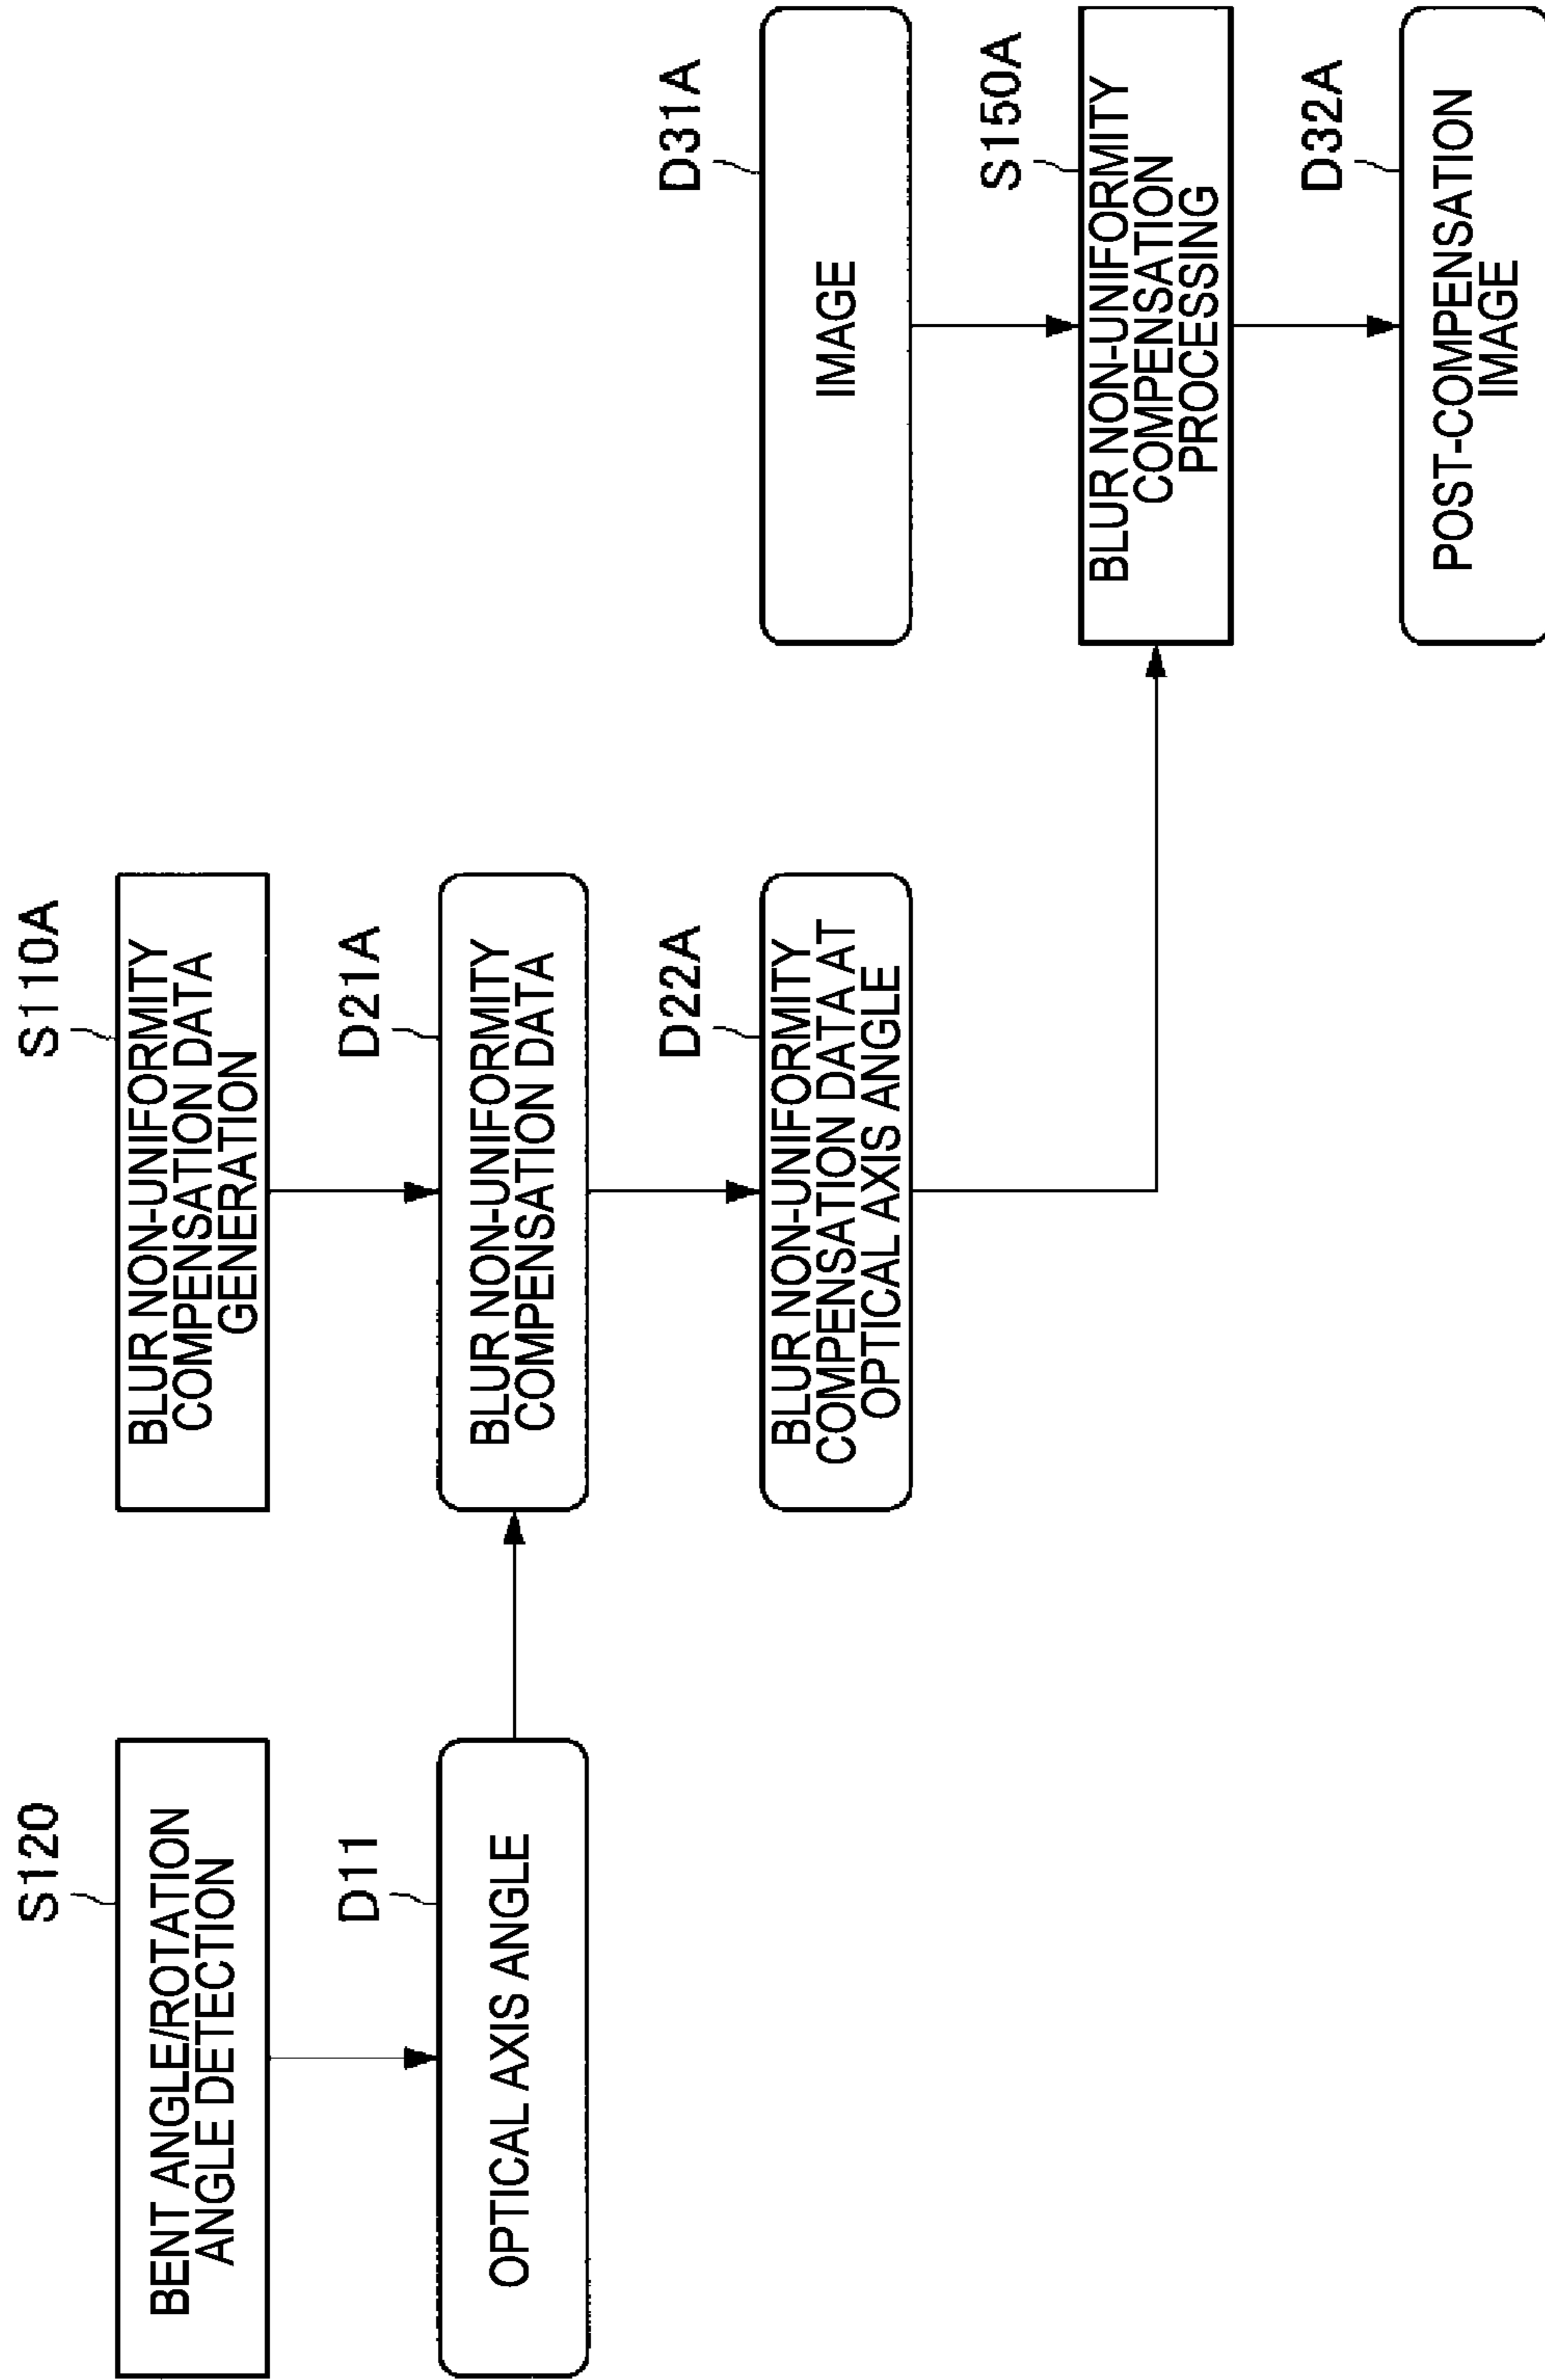 S120
BENT ANGLE/ROTATION
ANGLE DETECTION
D11
OPTICAL AXIS ANGLE
S110A
BLUR NON-UNIFORMITY
COMPENSATION DATA
GENERATION
D21A
BLUR NON-UNIFORMITY
COMPENSATION DATA
D22A
BLUR NON-UNIFORMITY
COMPENSATION DATA AT
OPTICAL AXIS ANGLE
D31A
IMAGE
S150A
BLUR NON-UNIFORMITY
COMPENSATION
PROCESSING
D32A
POST-COMPENSATION
IMAGE